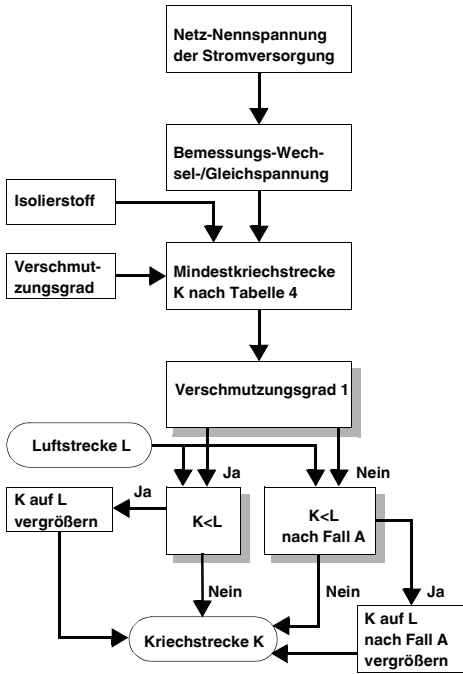 Netz-Nennspannung
der Stromversorgung
Bemessungs-Wech-
sel-/Gleichspannung
Isolierstoff
Verschmut-
zungsgrad
Mindestkriechstrecke
K nach Tabelle 4
Verschmutzungsgrad 1
Luftstrecke L
Ja
Nein
K auf L
vergrößern
Ja
K<L
K<L
nach Fall A
Nein
Nein
Ja
Kriechstrecke K
K auf L
nach Fall A
vergrößern